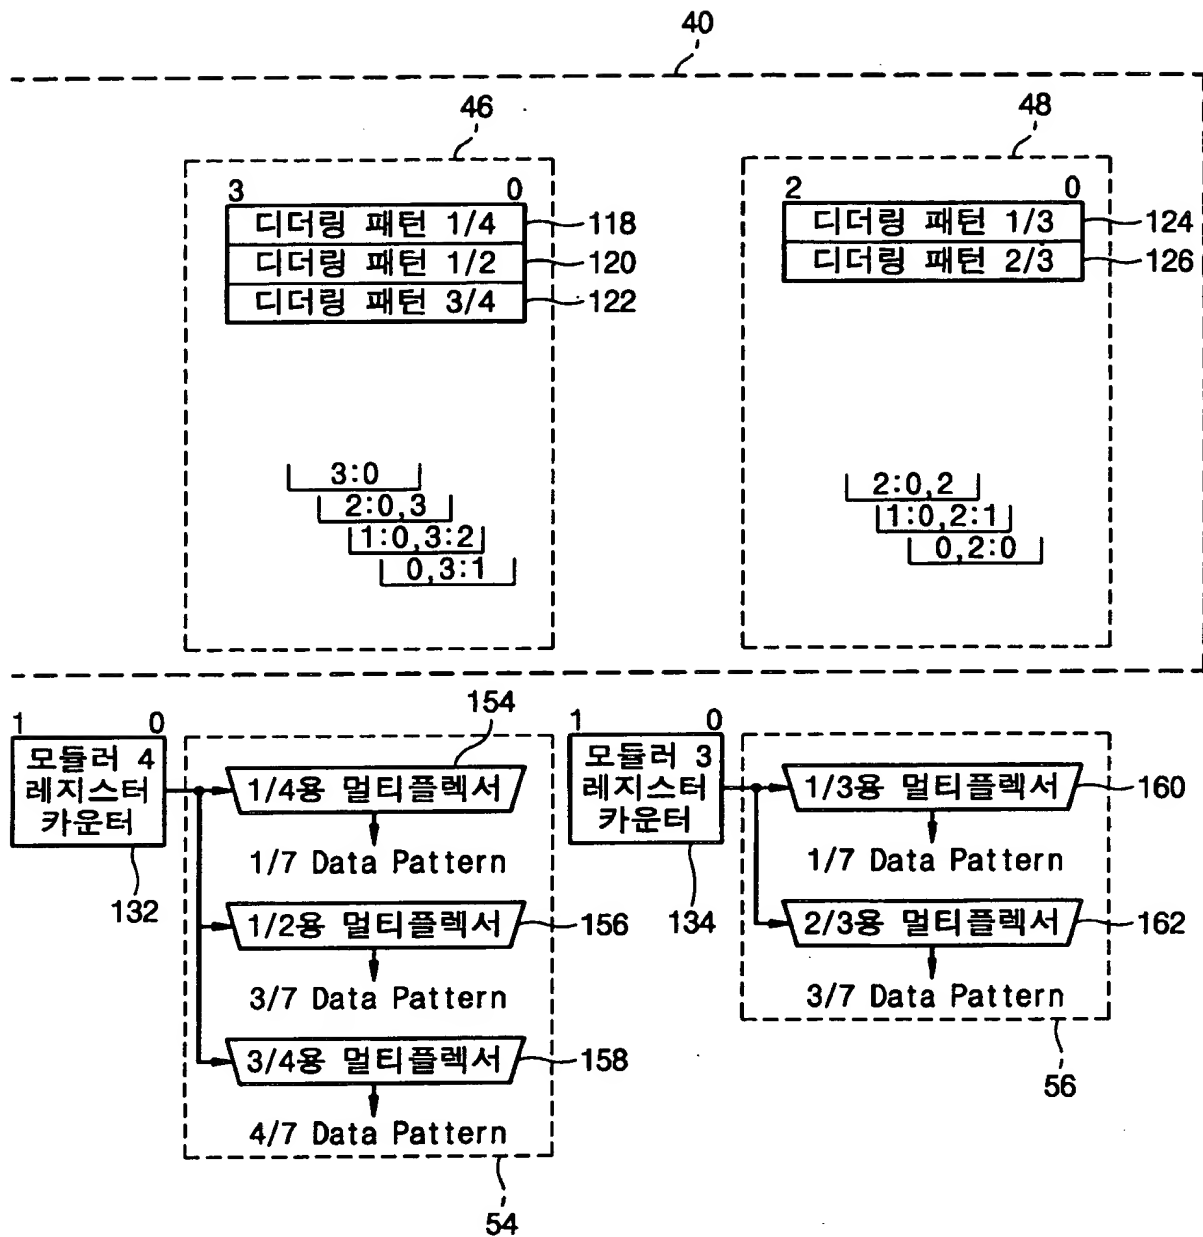 40
46
48
3 0
2 0
디더링 패턴 1/4
118
디더링 패턴 1/3
124
디더링 패턴 1/2
120
디더링 패턴 2/3
126
디더링 패턴 3/4
122
3:0
2:0,3
1:0,3:2
0,3:1
2:0,2
1:0,2:1
0,2:0
1 0
모듈러 4
레지스터
카운터
132
154
1/4용 멀티플렉서
1/7 Data Pattern
1/2용 멀티플렉서
156
3/7 Data Pattern
3/4용 멀티플렉서
158
4/7 Data Pattern
54
1 0
모듈러 3
레지스터
카운터
134
1/3용 멀티플렉서
160
1/7 Data Pattern
2/3용 멀티플렉서
162
3/7 Data Pattern
56